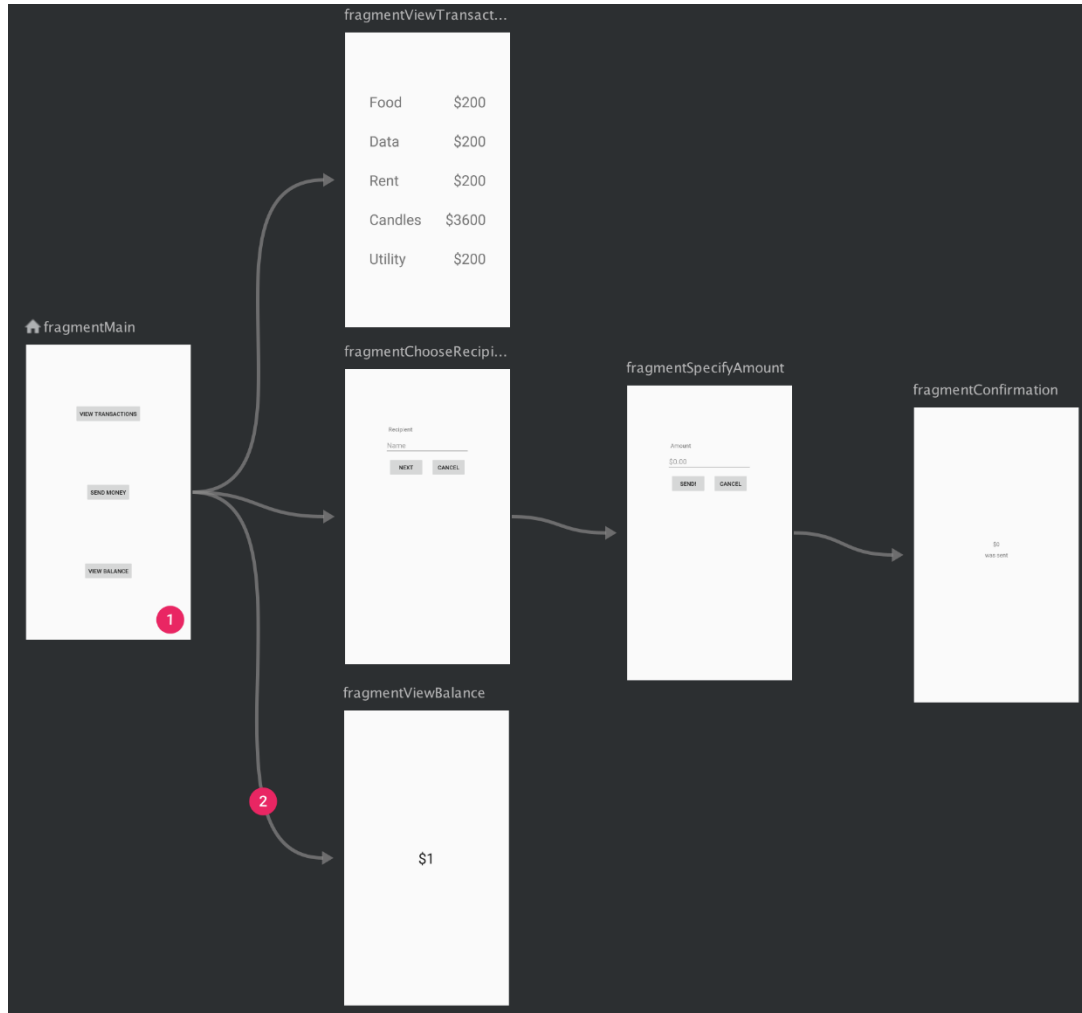 fragmentViewTransact...
Food $200
Data $200
Rent $200
Candles $3600
Utility $200
fragmentMain
VIEW TRANSACTIONS
SEND MONEY
VIEW BALANCE
1
fragmentChooseRecipi...
Recipient
Name
NEXT CANCEL
fragmentSpecifyAmount
Amount
$0.00
SEND! CANCEL
fragmentConfirmation
$0
was sent
fragmentViewBalance
2
$1